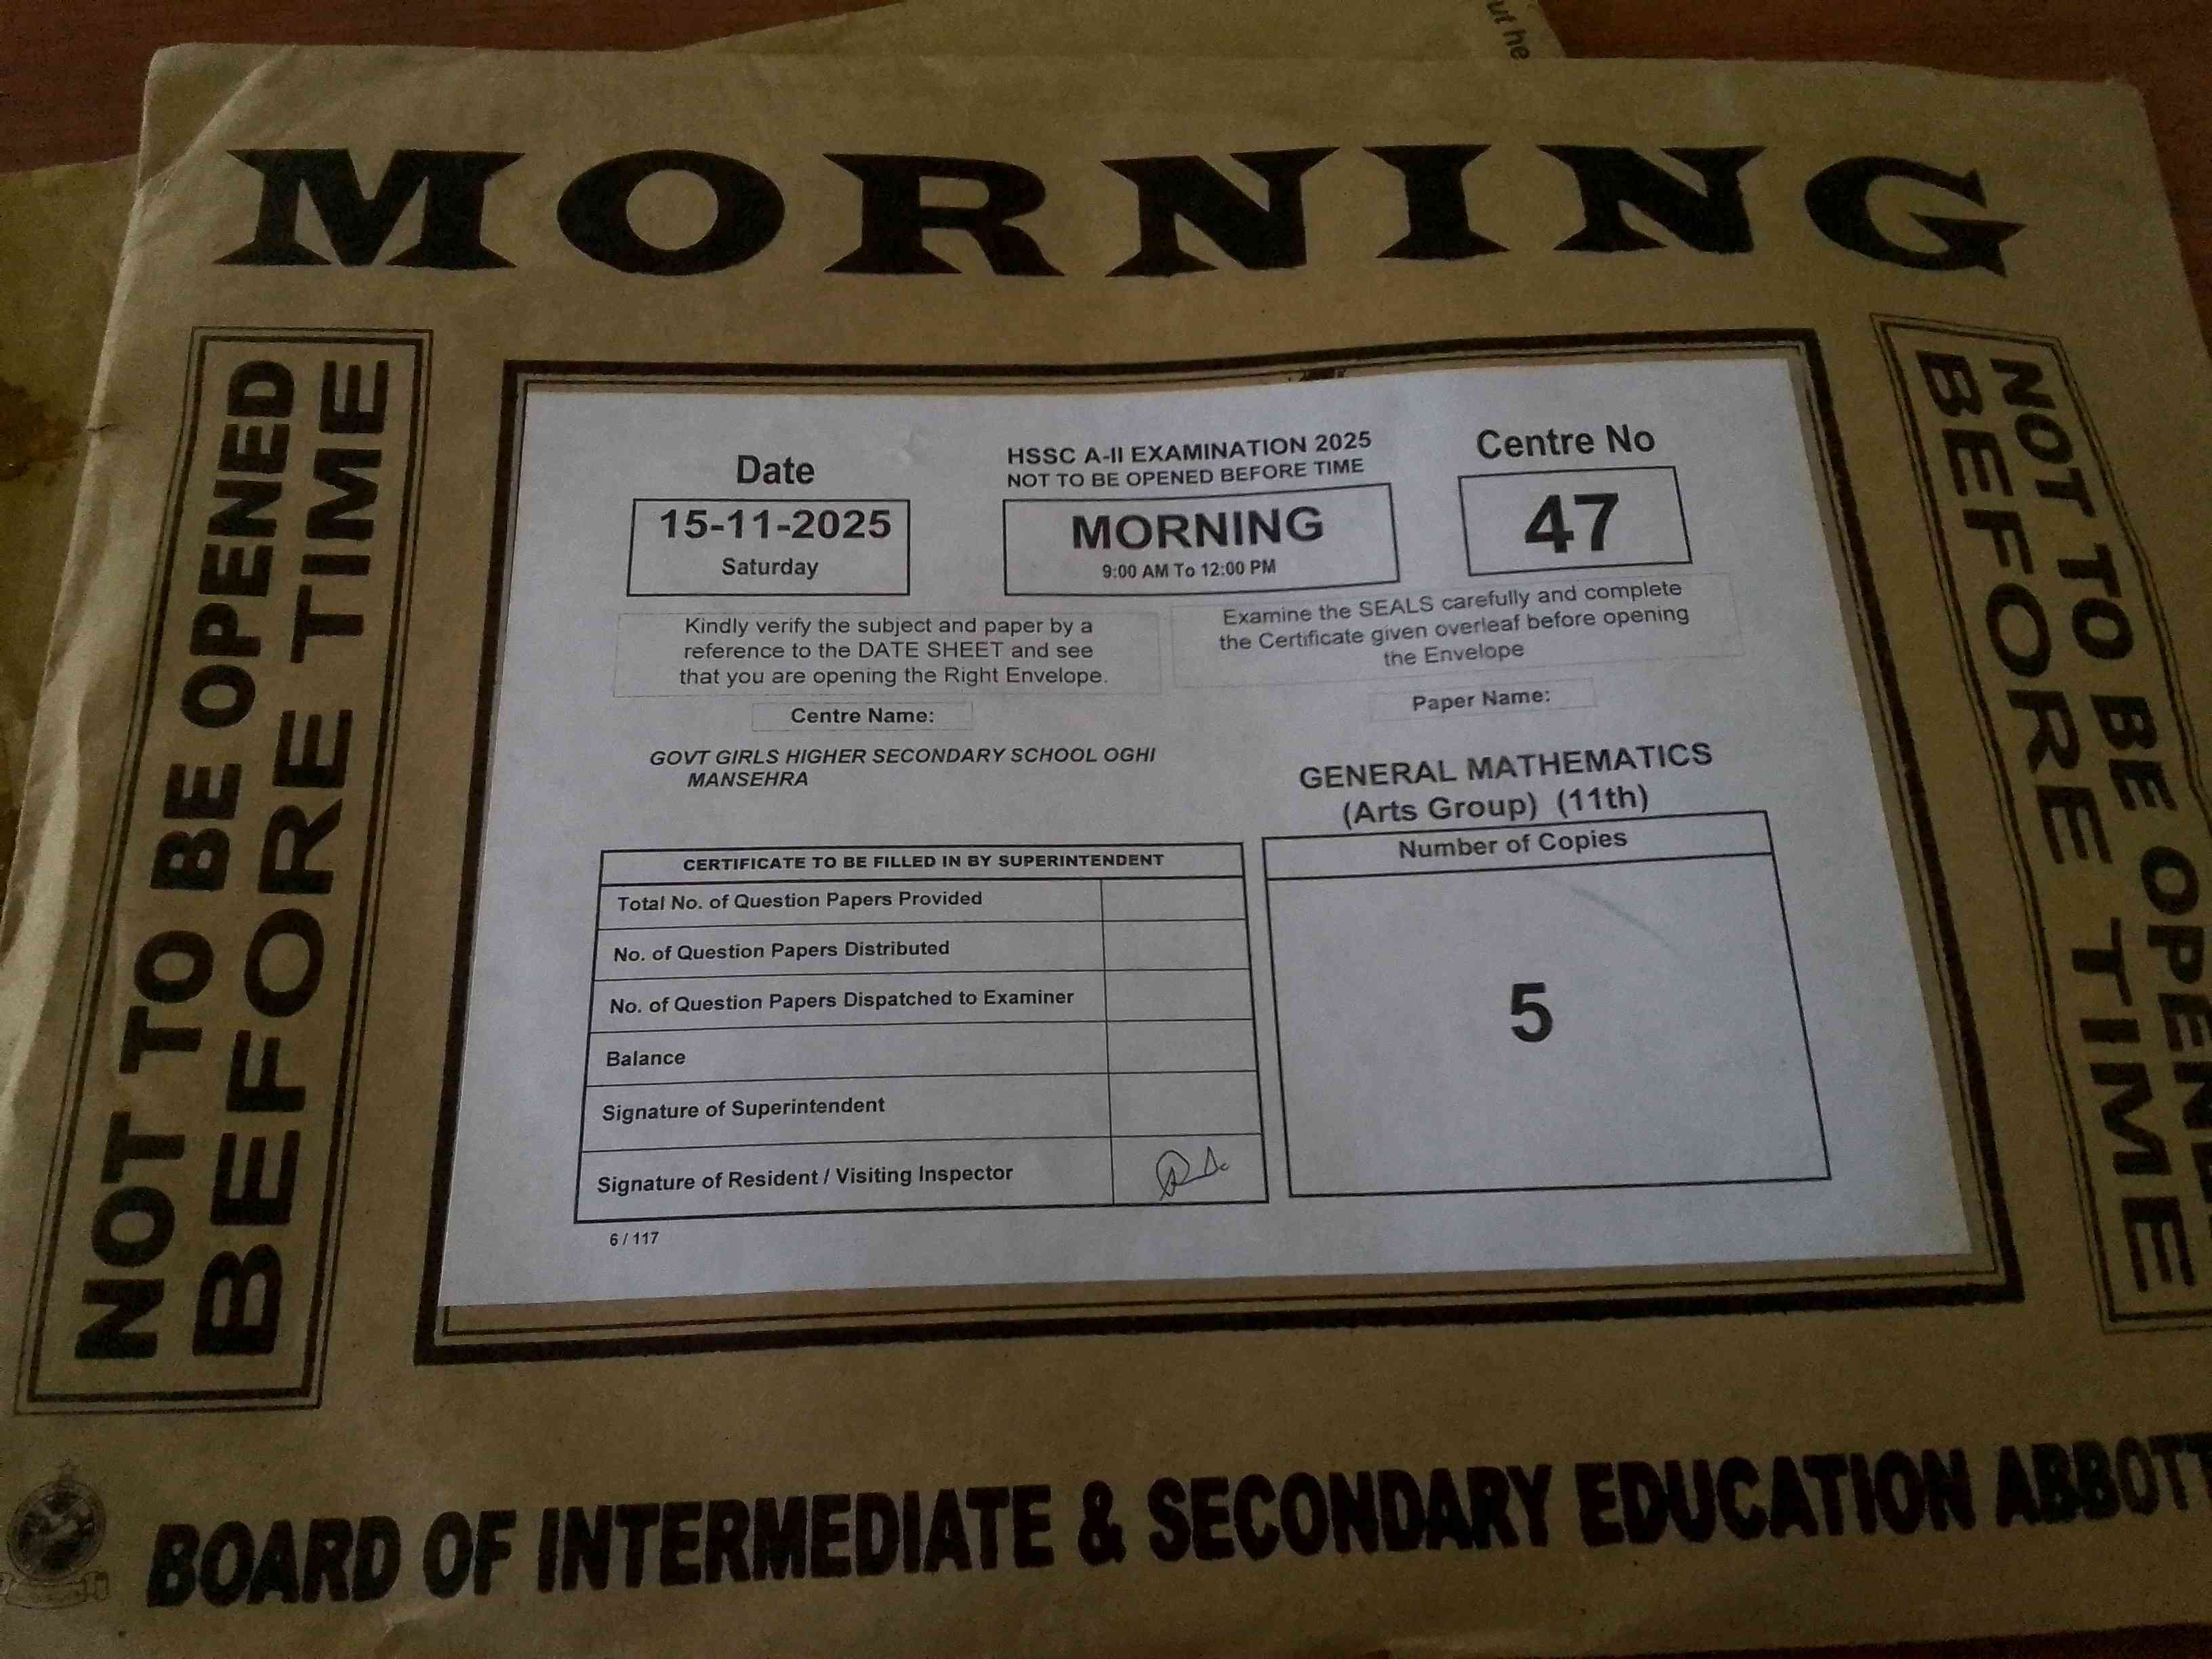 ut he
MORNING
NOT TO BE OPENED
BEFORE TIME
Date
15-11-2025
Saturday
HSSC A-II EXAMINATION 2025
NOT TO BE OPENED BEFORE TIME
MORNING
9:00 AM To 12:00 PM
Centre No
47
Kindly verify the subject and paper by a
reference to the DATE SHEET and see
that you are opening the Right Envelope.
Examine the SEALS carefully and complete
the Certificate given overleaf before opening
the Envelope
Centre Name:
GOVT GIRLS HIGHER SECONDARY SCHOOL OGHI
MANSEHRA
Paper Name:
GENERAL MATHEMATICS
(Arts Group) (11th)
CERTIFICATE TO BE FILLED IN BY SUPERINTENDENT
Total No. of Question Papers Provided
No. of Question Papers Distributed
No. of Question Papers Dispatched to Examiner
Balance
Signature of Superintendent
Signature of Resident / Visiting Inspector
6 / 117
Number of Copies
5
NOT TO BE OPENE
BEFORE TIME
BOARD OF INTERMEDIATE & SECONDARY EDUCATION ABBOTT